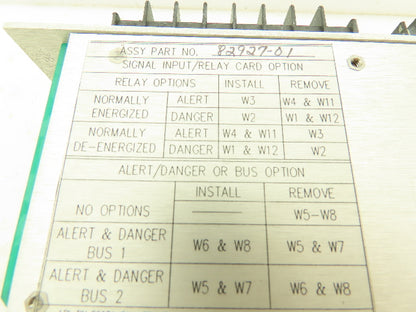 ASSY PART NO. 82927-01
SIGNAL INPUT/RELAY CARD OPTION
RELAY OPTIONS INSTALL REMOVE
NORMALLY ENERGIZED ALERT W3 W4 & W11
DANGER W2 W1 & W12
NORMALLY DE-ENERGIZED ALERT W4 & W11 W3
DANGER W1 & W12 W2
ALERT/DANGER OR BUS OPTION
INSTALL REMOVE
NO OPTIONS —— W5-W8
ALERT & DANGER BUS 1 W6 & W8 W5 & W7
ALERT & DANGER BUS 2 W5 & W7 W6 & W8